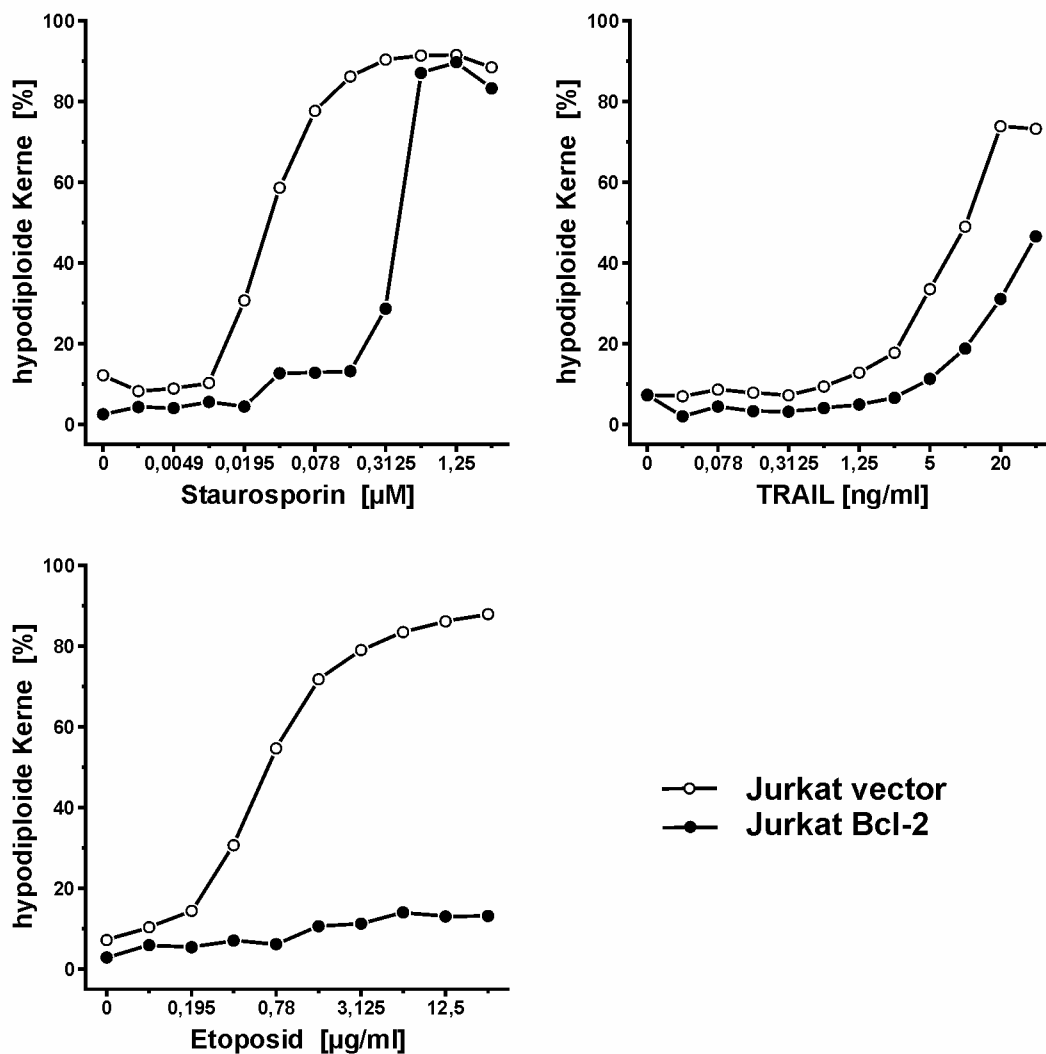 100
80
60
40
20
0
hypodiploide Kerne [%]
0 0,0049 0,0195 0,078 0,3125 1,25
Staurosporin [µM]
100
80
60
40
20
0
hypodiploide Kerne [%]
0 0,078 0,3125 1,25 5 20
TRAIL [ng/ml]
100
80
60
40
20
0
hypodiploide Kerne [%]
0 0,195 0,78 3,125 12,5
Etoposid [µg/ml]
Jurkat vector
Jurkat Bcl-2